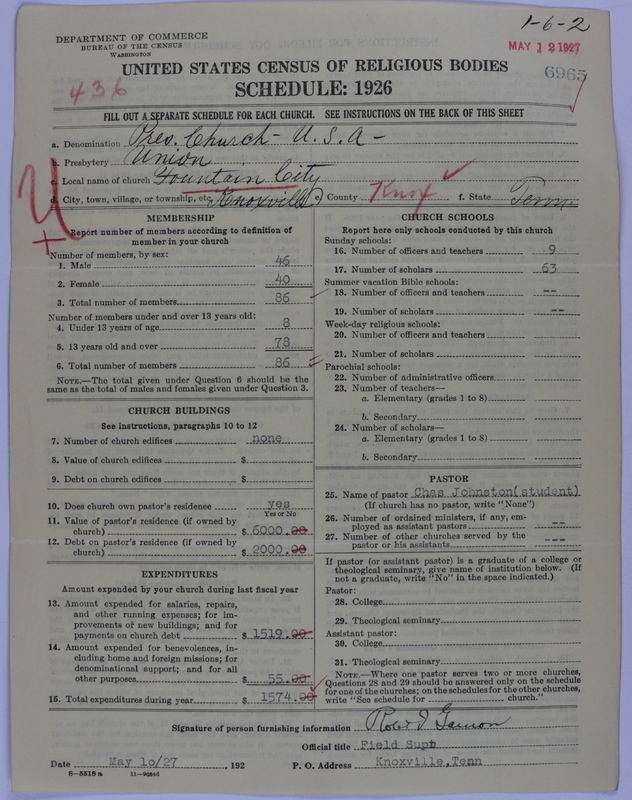 1-6-2
DEPARTMENT OF COMMERCE
BUREAU OF THE CENSUS
WASHINGTON
MAY 12 1927
6965
436
UNITED STATES CENSUS OF RELIGIOUS BODIES
SCHEDULE: 1926
FILL OUT A SEPARATE SCHEDULE FOR EACH CHURCH. SEE INSTRUCTIONS ON THE BACK OF THIS SHEET
a. Denomination Pres. Church - U.S.A -
b. Presbytery Union
c. Local name of church Fountain City
d. City, town, village, or township, etc. (Knoxville) e. County Knox f. State Tenn
MEMBERSHIP
Report number of members according to definition of
member in your church
Number of members, by sex:
1. Male 46
2. Female 40
3. Total number of members 86
Number of members under and over 13 years old:
4. Under 13 years of age 8
5. 13 years old and over 78
6. Total number of members 86
NOTE.—The total given under Question 6 should be the
same as the total of males and females given under Question 3.
CHURCH BUILDINGS
See instructions, paragraphs 10 to 12
7. Number of church edifices none
8. Value of church edifices $
9. Debt on church edifices $
10. Does church own pastor's residence yes
Yes or No
11. Value of pastor's residence (if owned by
church) $ 6000.00
12. Debt on pastor's residence (if owned by
church) $ 2000.00
EXPENDITURES
Amount expended by your church during last fiscal year
13. Amount expended for salaries, repairs,
and other running expenses; for im-
provements or new buildings; and for
payments on church debt $ 1519.00
14. Amount expended for benevolences, in-
cluding home and foreign missions; for
denominational support; and for all
other purposes $ 55.00
15. Total expenditures during year $ 1574.00
CHURCH SCHOOLS
Report here only schools conducted by this church
Sunday schools:
16. Number of officers and teachers 9
17. Number of scholars 63
Summer vacation Bible schools:
18. Number of officers and teachers --
19. Number of scholars --
Week-day religious schools:
20. Number of officers and teachers
21. Number of scholars
Parochial schools:
22. Number of administrative officers
23. Number of teachers—
a. Elementary (grades 1 to 8)
b. Secondary
24. Number of scholars—
a. Elementary (grades 1 to 8)
b. Secondary
PASTOR
25. Name of pastor Chas Johnston(student)
(If church has no pastor, write "None")
26. Number of ordained ministers, if any, em-
ployed as assistant pastors --
27. Number of other churches served by the
pastor or his assistants ---
If pastor (or assistant pastor) is a graduate of a college or
theological seminary, give name of institution below. (If
not a graduate, write "No" in the space indicated.)
Pastor:
28. College
29. Theological seminary
Assistant pastor:
30. College
31. Theological seminary
NOTE.—Where one pastor serves two or more churches,
Questions 28 and 29 should be answered only on the schedule
for one of the churches; on the schedules for the other churches,
write "See schedule for church."
Signature of person furnishing information
Official title Field Supt
Date May 10/27, 192 P. O. Address Knoxville, Tenn
8-5518 a